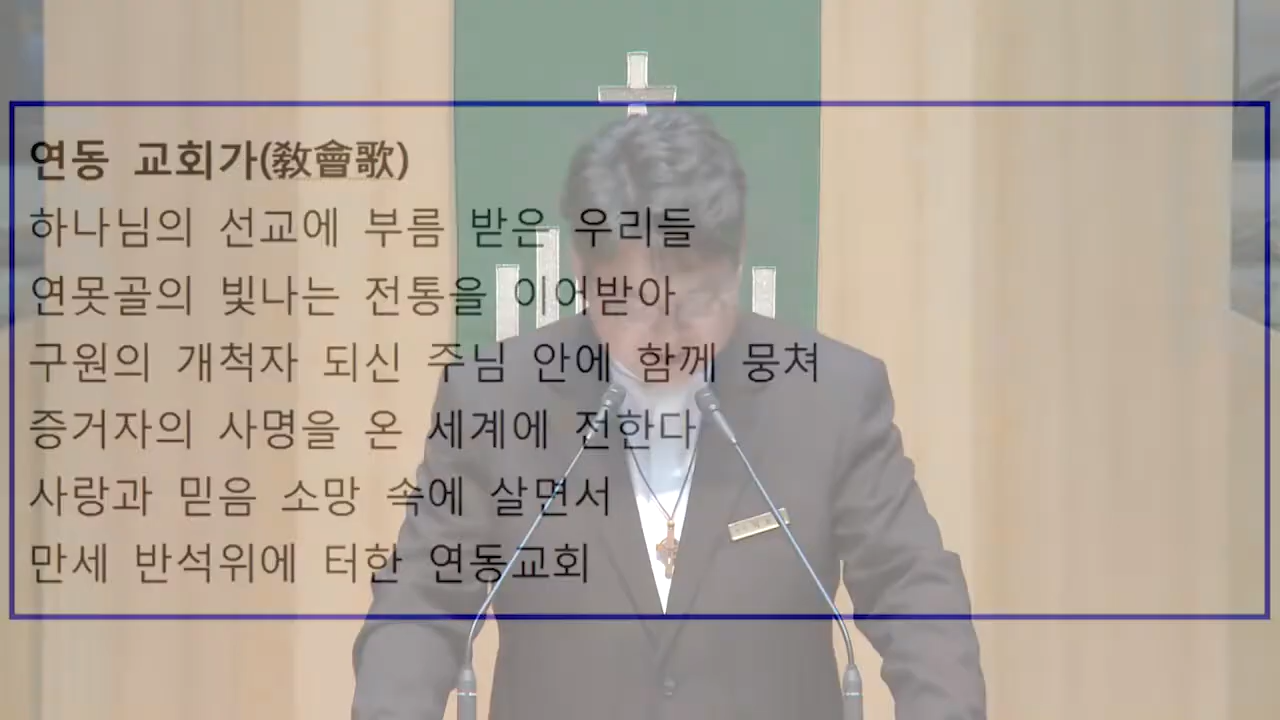 연동 교회가(敎會歌)
하나님의 선교에 부름 받은 우리들
연못골의 빛나는 전통을 이어받아
구원의 개척자 되신 주님 안에 함께 뭉쳐
증거자의 사명을 온 세계에 전한다
사랑과 믿음 소망 속에 살면서
만세 반석위에 터한 연동교회